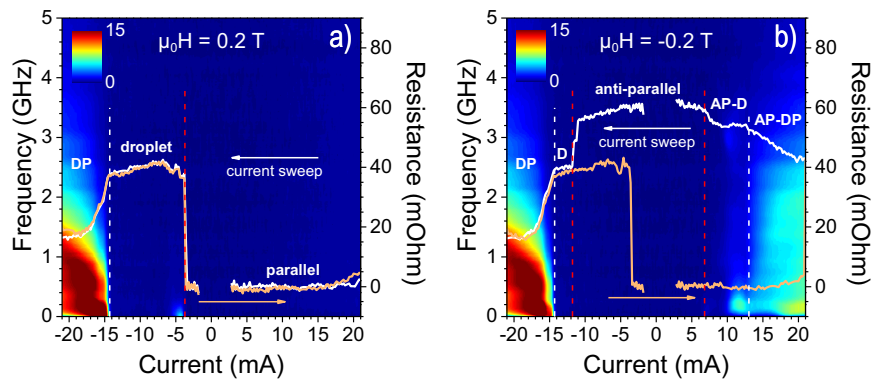 15
0
µ₀H = 0.2 T
a)
DP
droplet
current sweep
parallel
Frequency (GHz)
5
4
3
2
1
0
Resistance (mOhm)
80
60
40
20
0
-20 -15 -10 -5 0 5 10 15 20
Current (mA)
15
0
µ₀H = -0.2 T
b)
anti-parallel
AP-D
AP-DP
current sweep
DP
D
Frequency (GHz)
5
4
3
2
1
0
Resistance (mOhm)
80
60
40
20
0
-20 -15 -10 -5 0 5 10 15 20
Current (mA)